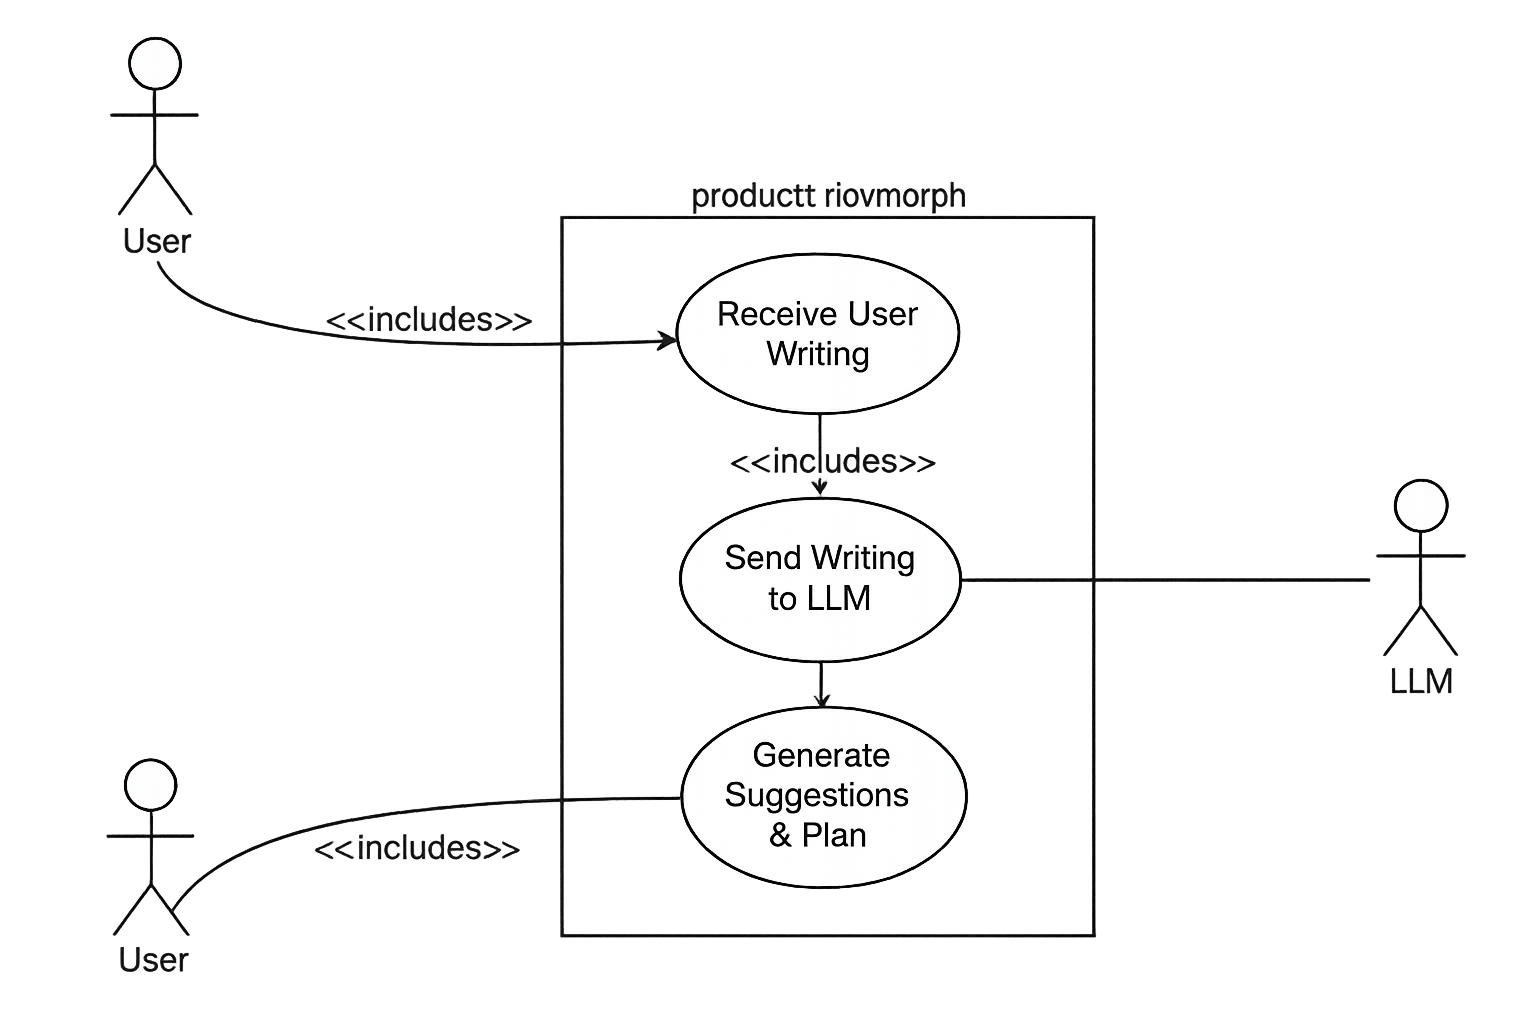 User
productt riovmorph
<<includes>>
Receive User
Writing
<<includes>>
Send Writing
to LLM
LLM
Generate
Suggestions
& Plan
<<includes>>
User